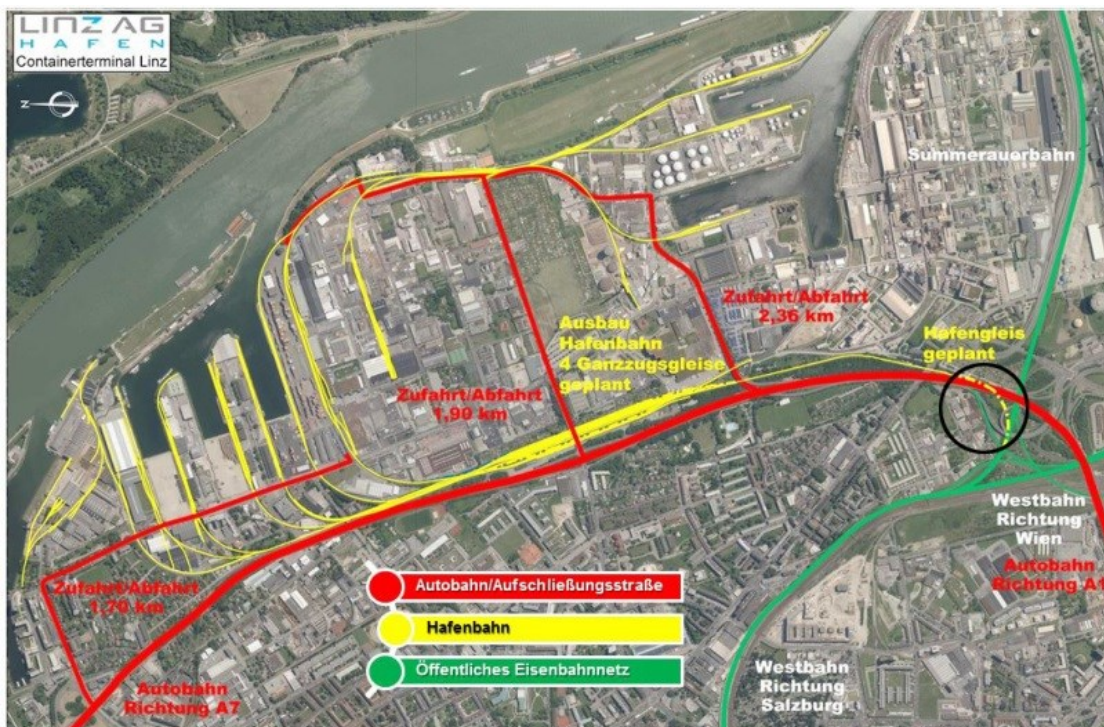 LINZ AG
HAFEN
Containerterminal Linz
N
Summerauerbahn
Zufahrt/Abfahrt
2,36 km
Ausbau
Hafenbahn
4 Ganzzugsgleise
geplant
Hafengleis
geplant
Zufahrt/Abfahrt
1,90 km
Westbahn
Richtung
Wien
Autobahn
Richtung A1
Zufahrt/Abfahrt
1,70 km
Autobahn/Aufschließungsstraße
Hafenbahn
Öffentliches Eisenbahnnetz
Autobahn
Richtung A7
Westbahn
Richtung
Salzburg